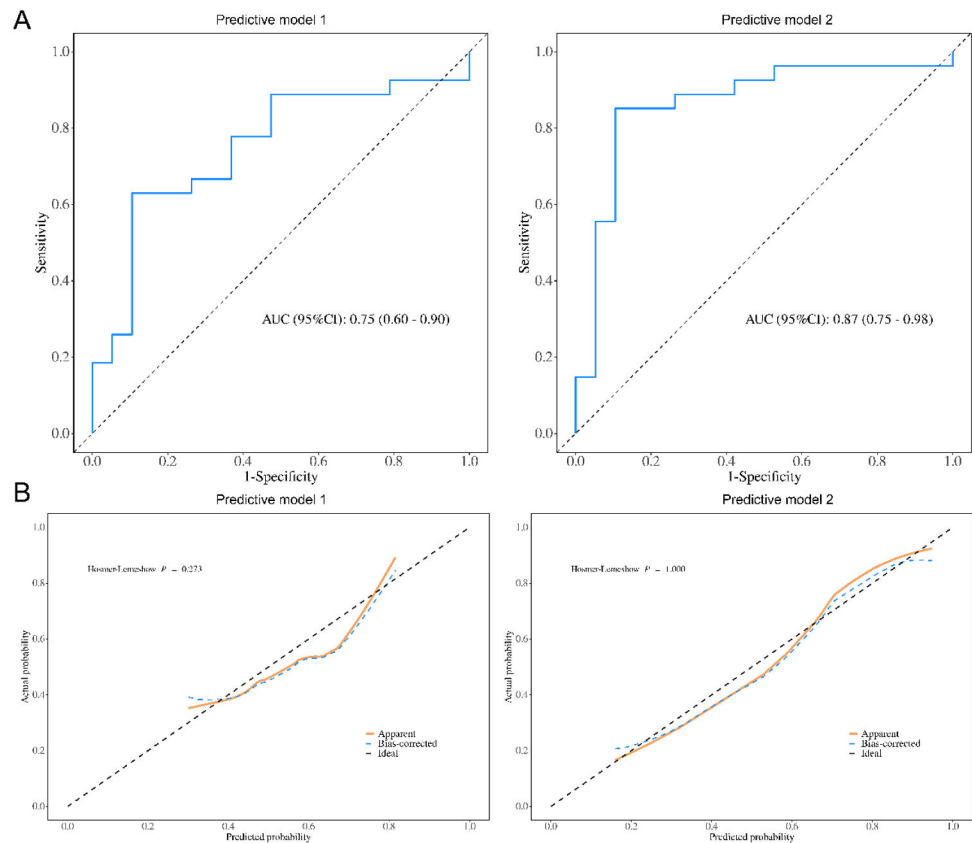 A
Predictive model 1
Predictive model 2
1.0
0.8
0.6
0.4
0.2
0.0
Sensitivity
AUC (95%CI): 0.75 (0.60 - 0.90)
0.0 0.2 0.4 0.6 0.8 1.0
1-Specificity
1.0
0.8
0.6
0.4
0.2
0.0
Sensitivity
AUC (95%CI): 0.87 (0.75 - 0.98)
0.0 0.2 0.4 0.6 0.8 1.0
1-Specificity
B
Predictive model 1
Predictive model 2
1.0
0.8
0.6
0.4
0.2
0.0
Actual probability
Hosmer-Lemeshow P = 0.273
Apparent
Bias-corrected
Ideal
0.0 0.2 0.4 0.6 0.8 1.0
Predicted probability
1.0
0.8
0.6
0.4
0.2
0.0
Actual probability
Hosmer-Lemeshow P = 1.000
Apparent
Bias-corrected
Ideal
0.0 0.2 0.4 0.6 0.8 1.0
Predicted probability